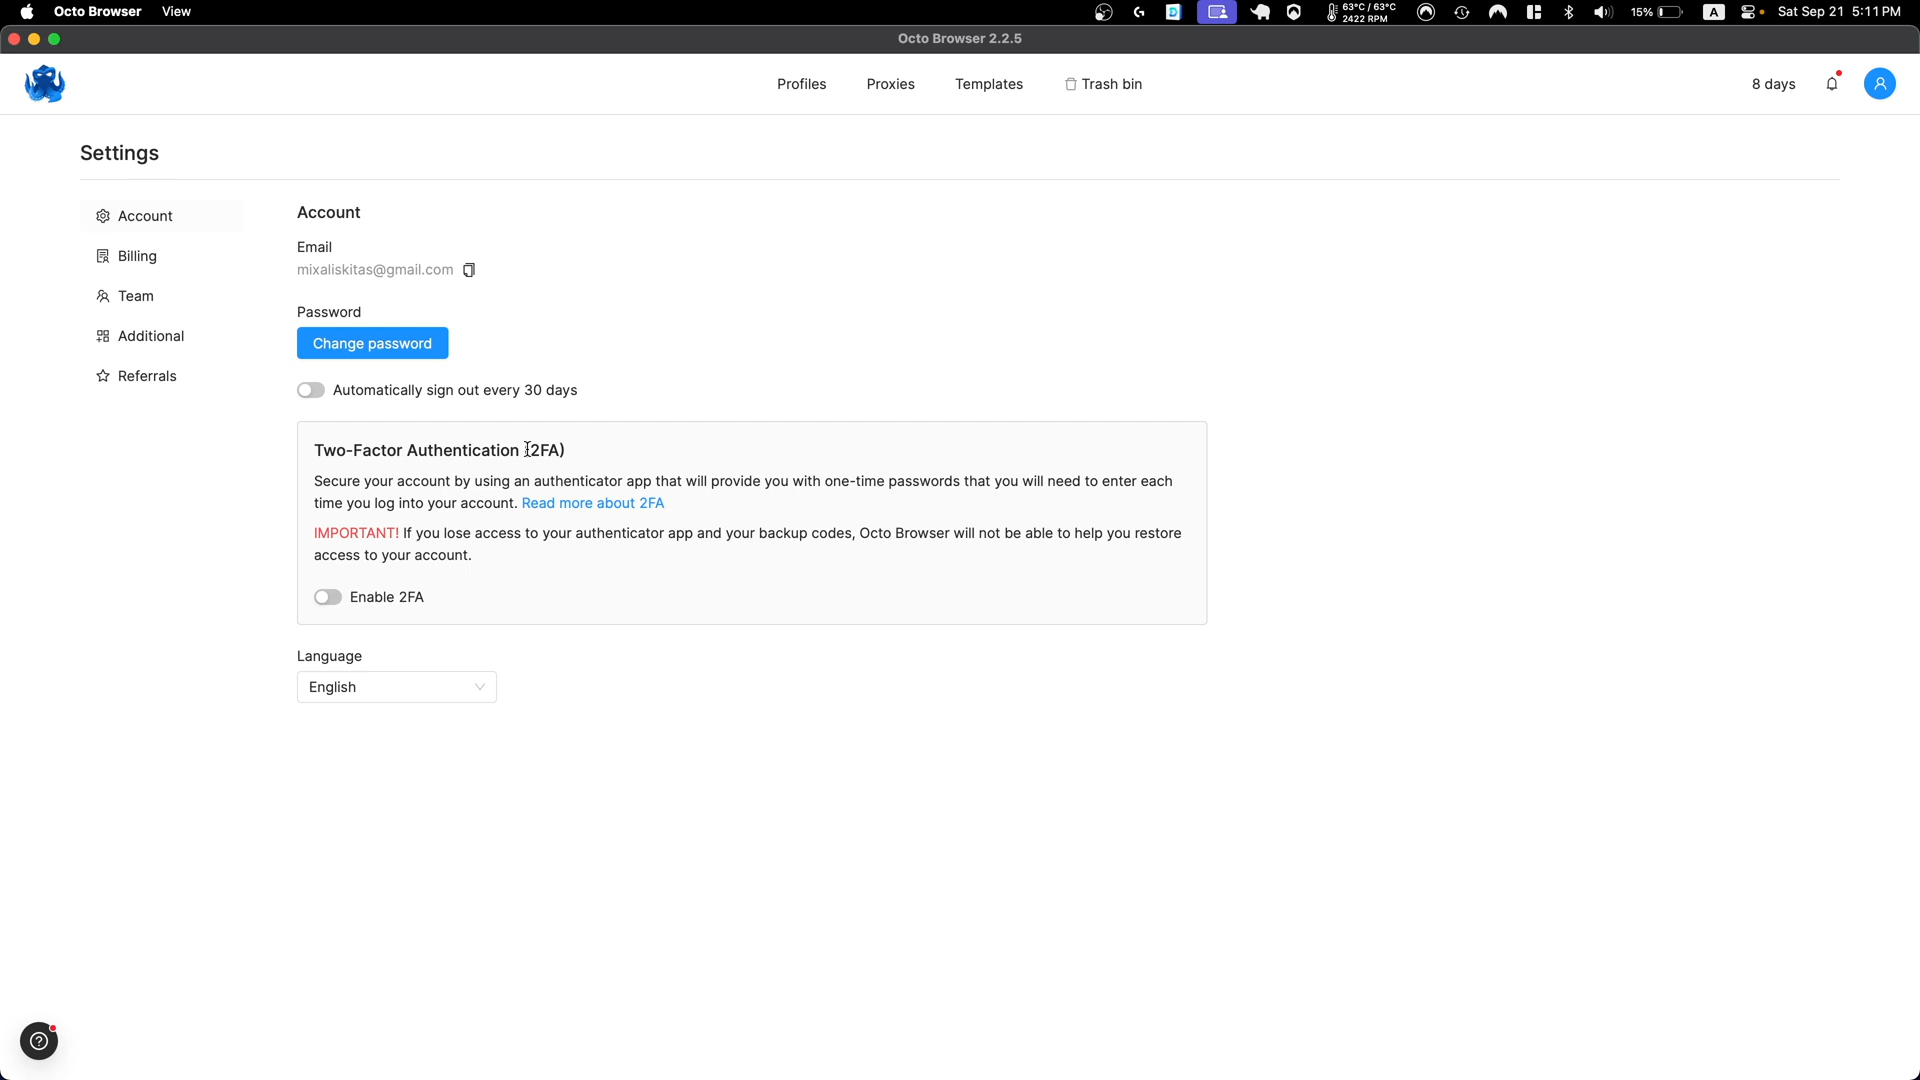 Octo Browser View
63°C / 63°C
2422 RPM
15%
A
Sat Sep 21 5:11 PM
Octo Browser 2.2.5
Profiles Proxies Templates Trash bin 8 days
Settings
Account
Billing
Team
Additional
Referrals
Account
Email
mixaliskitas@gmail.com
Password
Change password
Automatically sign out every 30 days
Two-Factor Authentication (2FA)
Secure your account by using an authenticator app that will provide you with one-time passwords that you will need to enter each
time you log into your account. Read more about 2FA
IMPORTANT! If you lose access to your authenticator app and your backup codes, Octo Browser will not be able to help you restore
access to your account.
Enable 2FA
Language
English